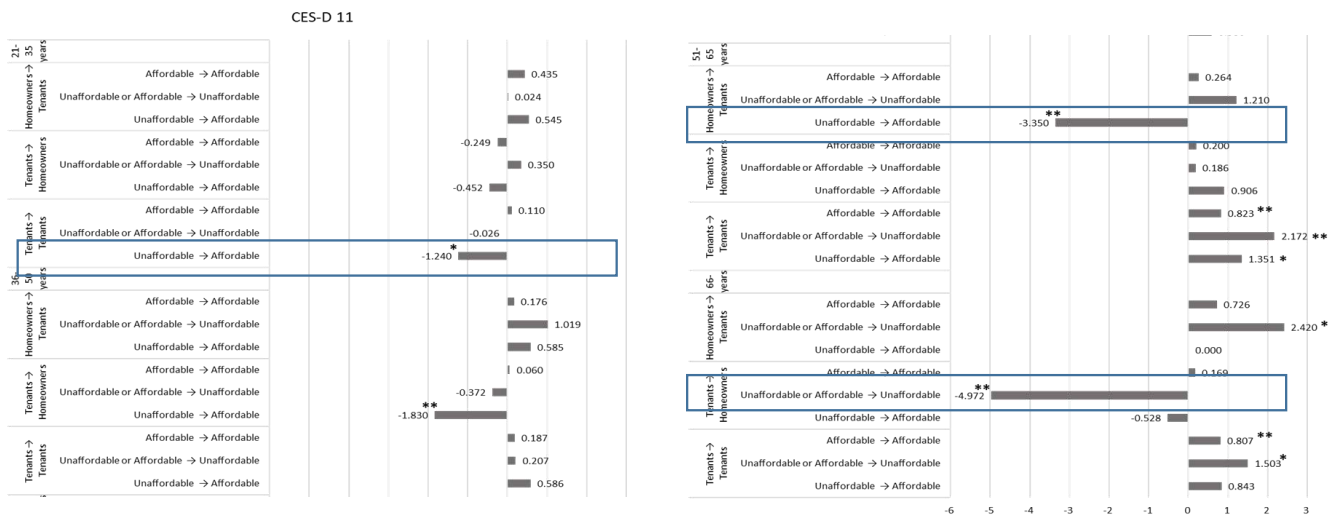 CES-D 11
21-
35
years
Homeowners →
Tenants
Affordable → Affordable 0.435
Unaffordable or Affordable → Unaffordable 0.024
Unaffordable → Affordable 0.545
Tenants →
Homeowners
Affordable → Affordable -0.249
Unaffordable or Affordable → Unaffordable 0.350
Unaffordable → Affordable -0.452
Tenants →
Tenants
Affordable → Affordable 0.110
Unaffordable or Affordable → Unaffordable -0.026
Unaffordable → Affordable -1.240 *
36-
50
years
Homeowners →
Tenants
Affordable → Affordable 0.176
Unaffordable or Affordable → Unaffordable 1.019
Unaffordable → Affordable 0.585
Tenants →
Homeowners
Affordable → Affordable 0.060
Unaffordable or Affordable → Unaffordable -0.372
Unaffordable → Affordable -1.830 **
Tenants →
Tenants
Affordable → Affordable 0.187
Unaffordable or Affordable → Unaffordable 0.207
Unaffordable → Affordable 0.586
51-
65
years
Homeowners →
Tenants
Affordable → Affordable 0.264
Unaffordable or Affordable → Unaffordable 1.210
Unaffordable → Affordable -3.350 **
Tenants →
Homeowners
Affordable → Affordable 0.200
Unaffordable or Affordable → Unaffordable 0.186
Unaffordable → Affordable 0.906
Tenants →
Tenants
Affordable → Affordable 0.823 **
Unaffordable or Affordable → Unaffordable 2.172 **
Unaffordable → Affordable 1.351 *
66-
years
Homeowners →
Tenants
Affordable → Affordable 0.726
Unaffordable or Affordable → Unaffordable 2.420 *
Unaffordable → Affordable 0.000
Tenants →
Homeowners
Affordable → Affordable 0.169
Unaffordable or Affordable → Unaffordable -4.972 **
Unaffordable → Affordable -0.528
Tenants →
Tenants
Affordable → Affordable 0.807 **
Unaffordable or Affordable → Unaffordable 1.503 *
Unaffordable → Affordable 0.843
-6 -5 -4 -3 -2 -1 0 1 2 3